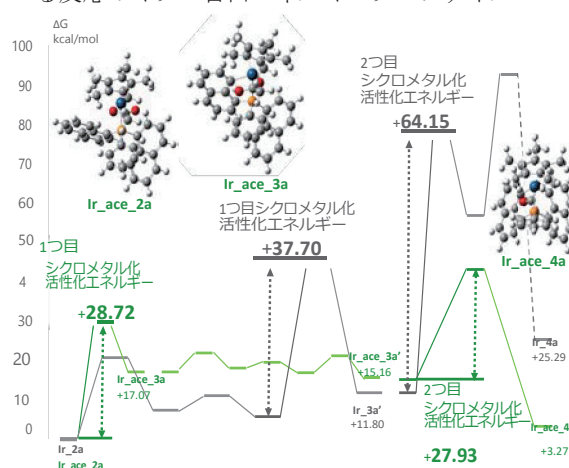 ΔG
kcal/mol
100
90
80
70
60
50
4
30
20
10
0
Ir_ace_2a
Ir_ace_3a
2つ目
シクロメタル化
活性化エネルギー
+64.15
Ir_ace_4a
1つ目シクロメタル化
活性化エネルギー
+37.70
1つ目
シクロメタル化
活性化エネルギー
+28.72
Ir_ace_3a
+17.07
Ir_ace_3a'
+15.16
Ir_3a'
+11.80
Ir_4a
+25.29
2つ目
シクロメタル化
活性化エネルギー
+27.93
Ir_ace_4
+3.27
Ir_2a
Ir_ace_2a